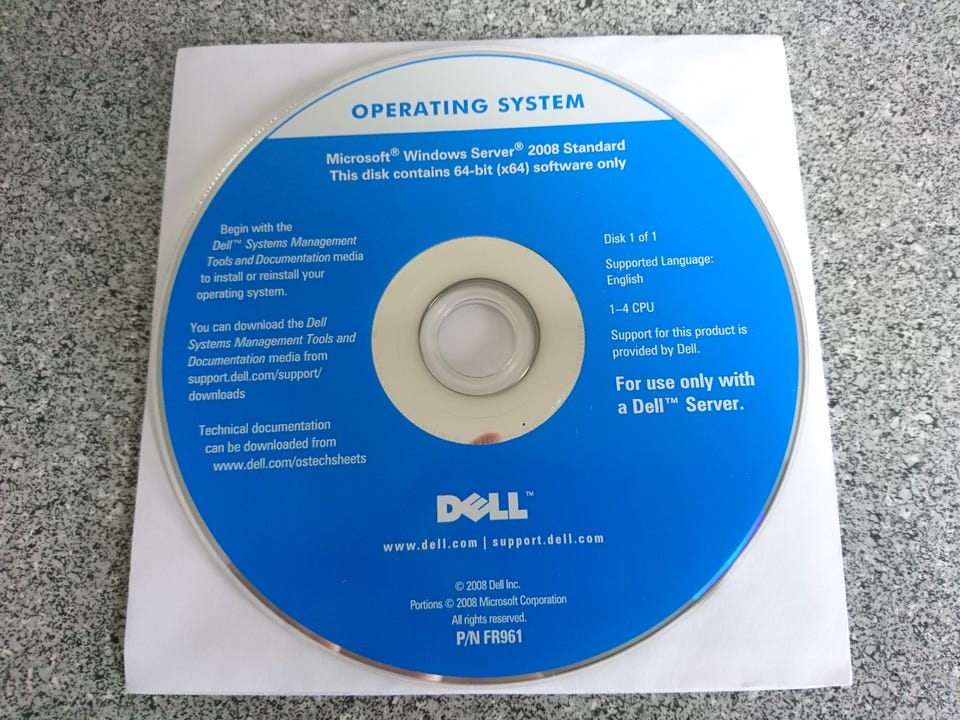 OPERATING SYSTEM
Microsoft® Windows Server® 2008 Standard
This disk contains 64-bit (x64) software only
Begin with the
Dell™ Systems Management
Tools and Documentation media
to install or reinstall your
operating system.
You can download the Dell
Systems Management Tools and
Documentation media from
support.dell.com/support/
downloads
Technical documentation
can be downloaded from
www.dell.com/ostechsheets
Disk 1 of 1
Supported Language:
English
1–4 CPU
Support for this product is
provided by Dell.
For use only with
a Dell™ Server.
DELL™
www.dell.com | support.dell.com
© 2008 Dell Inc.
Portions © 2008 Microsoft Corporation
All rights reserved.
P/N FR961